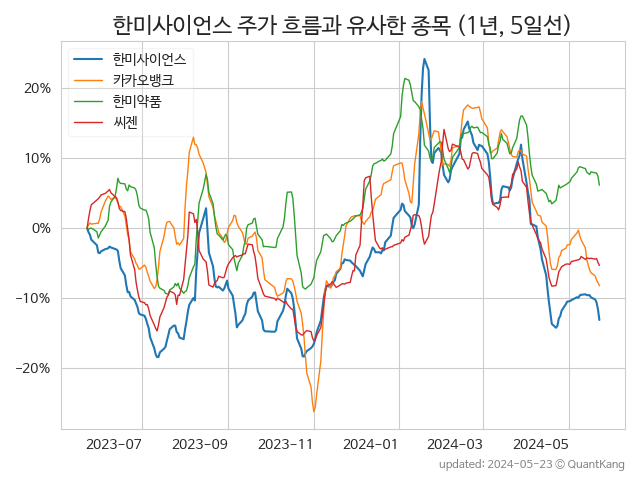 한미사이언스 주가 흐름과 유사한 종목 (1년, 5일선)
한미사이언스
카카오뱅크
한미약품
씨젠
20%
10%
0%
−10%
−20%
2023−07
2023−09
2023−11
2024−01
2024−03
2024−05
updated: 2024-05-23 ⓒ QuantKang